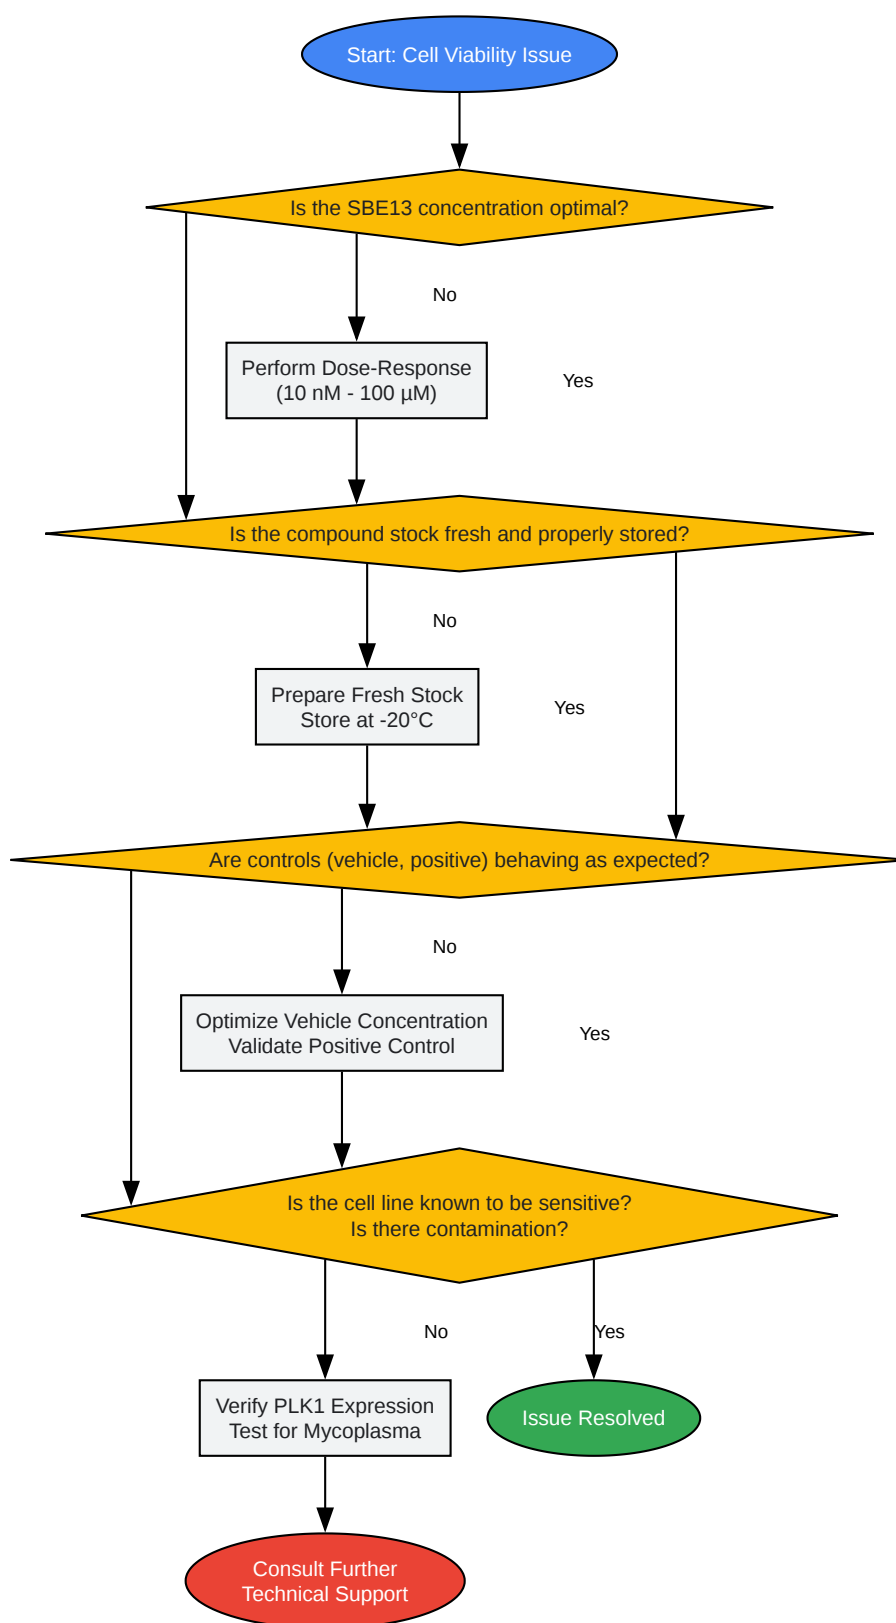 Start: Cell Viability Issue
Is the SBE13 concentration optimal?
No
Perform Dose-Response
(10 nM - 100 µM)
Yes
Is the compound stock fresh and properly stored?
No
Prepare Fresh Stock
Store at -20°C
Yes
Are controls (vehicle, positive) behaving as expected?
No
Optimize Vehicle Concentration
Validate Positive Control
Yes
Is the cell line known to be sensitive?
Is there contamination?
No
Yes
Verify PLK1 Expression
Test for Mycoplasma
Issue Resolved
Consult Further
Technical Support